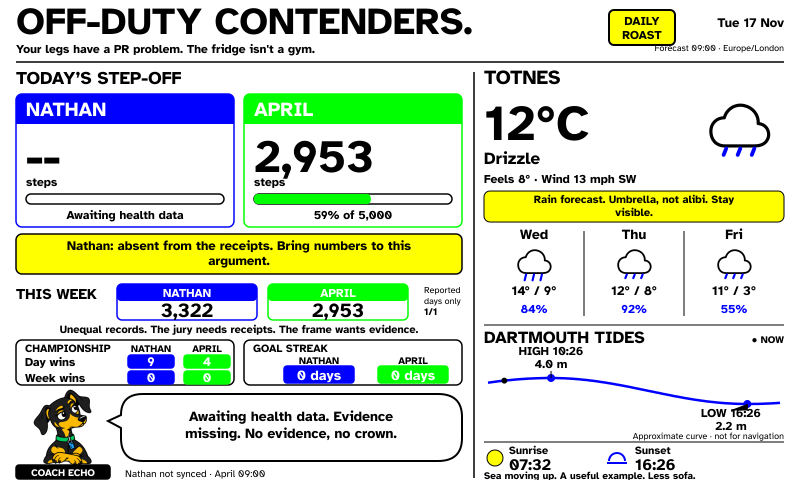 OFF-DUTY CONTENDERS.
Your legs have a PR problem. The fridge isn't a gym.
DAILY
ROAST
Tue 17 Nov
Forecast 09:00 · Europe/London
TODAY'S STEP-OFF
NATHAN
--
steps
Awaiting health data
APRIL
2,953
steps
59% of 5,000
Nathan: absent from the receipts. Bring numbers to this
argument.
THIS WEEK
NATHAN
3,322
APRIL
2,953
Reported
days only
1/1
Unequal records. The jury needs receipts. The frame wants evidence.
CHAMPIONSHIP NATHAN APRIL
Day wins 9 4
Week wins 0 0
GOAL STREAK
NATHAN APRIL
0 days 0 days
COACH ECHO
Awaiting health data. Evidence
missing. No evidence, no crown.
Nathan not synced · April 09:00
TOTNES
12°C
Drizzle
Feels 8° · Wind 13 mph SW
Rain forecast. Umbrella, not alibi. Stay
visible.
Wed Thu Fri
14° / 9° 12° / 8° 11° / 3°
84% 92% 55%
DARTMOUTH TIDES
● NOW
HIGH 10:26
4.0 m
LOW 16:26
2.2 m
Approximate curve · not for navigation
Sunrise
07:32
Sunset
16:26
Sea moving up. A useful example. Less sofa.